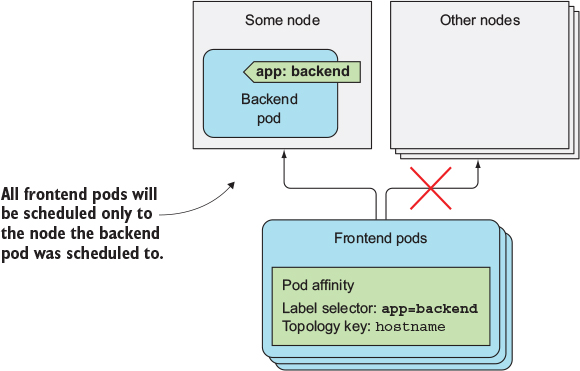 Some node
Other nodes
app: backend
Backend
pod
All frontend pods will
be scheduled only to
the node the backend
pod was scheduled to.
Frontend pods
Pod affinity
Label selector: app=backend
Topology key: hostname